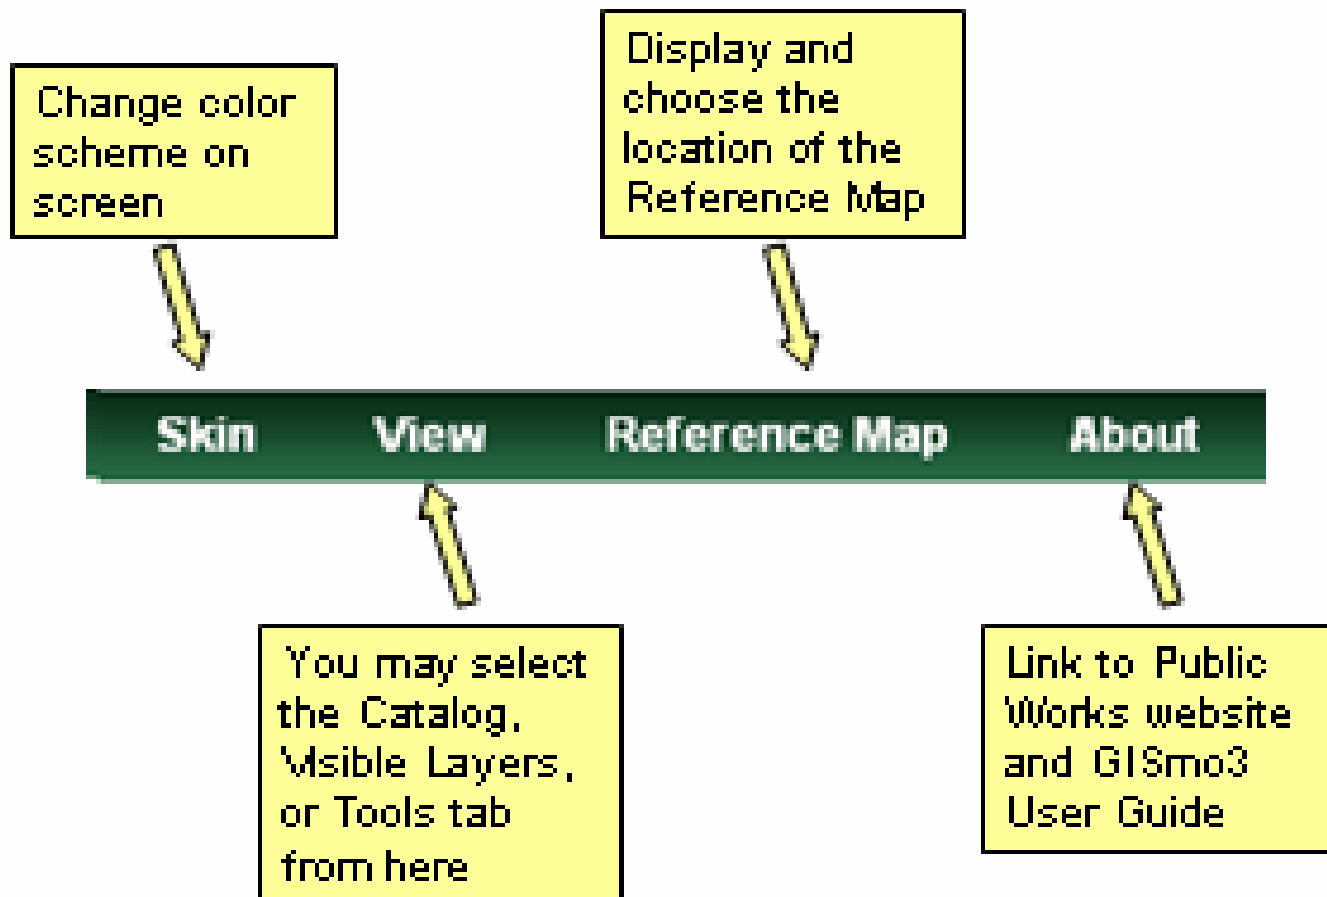 Change color
scheme on
screen
Display and
choose the
location of the
Reference Map
Skin View Reference Map About
You may select
the Catalog,
Visible Layers,
or Tools tab
from here
Link to Public
Works website
and GISmo3
User Guide